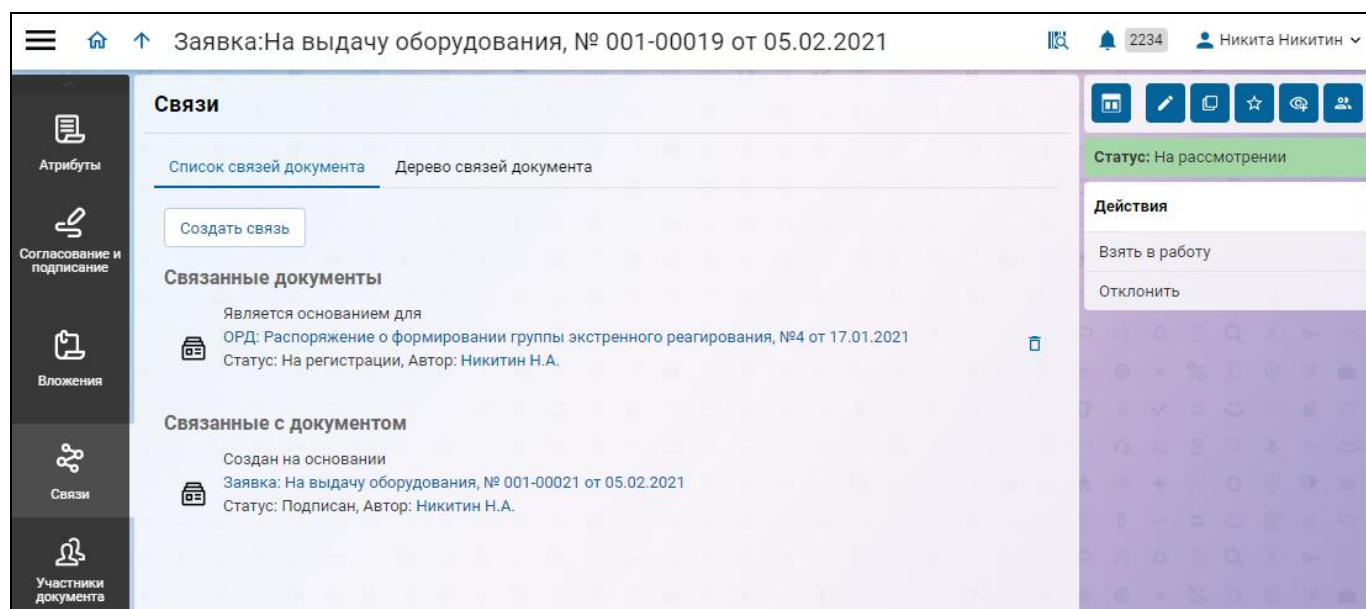 Заявка:На выдачу оборудования, № 001-00019 от 05.02.2021
2234
Никита Никитин
Атрибуты
Согласование и
подписание
Вложения
Связи
Участники
документа
Связи
Список связей документа
Дерево связей документа
Создать связь
Связанные документы
Является основанием для
ОРД: Распоряжение о формировании группы экстренного реагирования, №4 от 17.01.2021
Статус: На регистрации, Автор: Никитин Н.А.
Связанные с документом
Создан на основании
Заявка: На выдачу оборудования, № 001-00021 от 05.02.2021
Статус: Подписан, Автор: Никитин Н.А.
Статус: На рассмотрении
Действия
Взять в работу
Отклонить